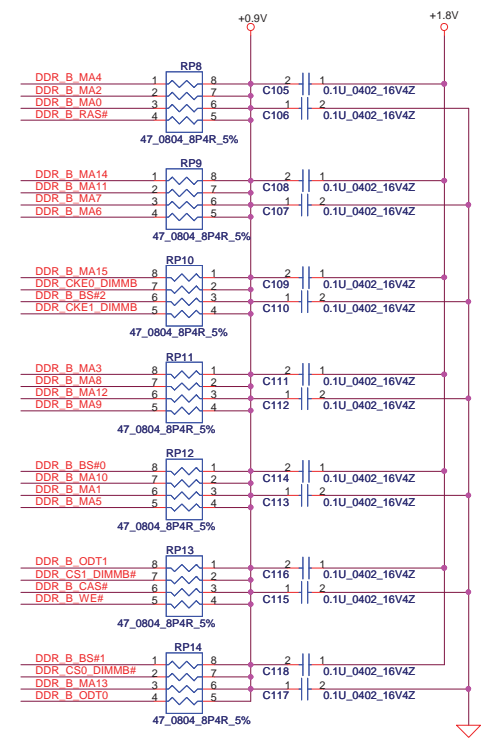 +0.9V +1.8V
RP8
DDR_B_MA4 1 8 2 1
DDR_B_MA2 2 7 C105 0.1U_0402_16V4Z
DDR_B_MA0 3 6 1 2
DDR_B_RAS# 4 5 C106 0.1U_0402_16V4Z
47_0804_8P4R_5%
RP9
DDR_B_MA14 1 8 2 1
DDR_B_MA11 2 7 C108 0.1U_0402_16V4Z
DDR_B_MA7 3 6 1 2
DDR_B_MA6 4 5 C107 0.1U_0402_16V4Z
47_0804_8P4R_5%
RP10
DDR_B_MA15 8 1 2 1
DDR_CKE0_DIMMB 7 2 C109 0.1U_0402_16V4Z
DDR_B_BS#2 6 3 1 2
DDR_CKE1_DIMMB 5 4 C110 0.1U_0402_16V4Z
47_0804_8P4R_5%
RP11
DDR_B_MA3 8 1 2 1
DDR_B_MA8 7 2 C111 0.1U_0402_16V4Z
DDR_B_MA12 6 3 1 2
DDR_B_MA9 5 4 C112 0.1U_0402_16V4Z
47_0804_8P4R_5%
RP12
DDR_B_BS#0 8 1 2 1
DDR_B_MA10 7 2 C114 0.1U_0402_16V4Z
DDR_B_MA1 6 3 1 2
DDR_B_MA5 5 4 C113 0.1U_0402_16V4Z
47_0804_8P4R_5%
RP13
DDR_B_ODT1 8 1 2 1
DDR_CS1_DIMMB# 7 2 C116 0.1U_0402_16V4Z
DDR_B_CAS# 6 3 1 2
DDR_B_WE# 5 4 C115 0.1U_0402_16V4Z
47_0804_8P4R_5%
RP14
DDR_B_BS#1 1 8 2 1
DDR_CS0_DIMMB# 2 7 C118 0.1U_0402_16V4Z
DDR_B_MA13 3 6 1 2
DDR_B_ODT0 4 5 C117 0.1U_0402_16V4Z
47_0804_8P4R_5%